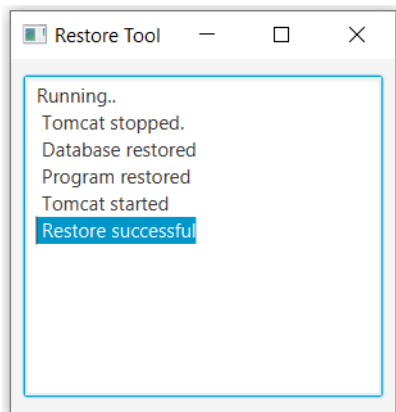 Restore Tool
Running..
Tomcat stopped.
Database restored
Program restored
Tomcat started
Restore successful